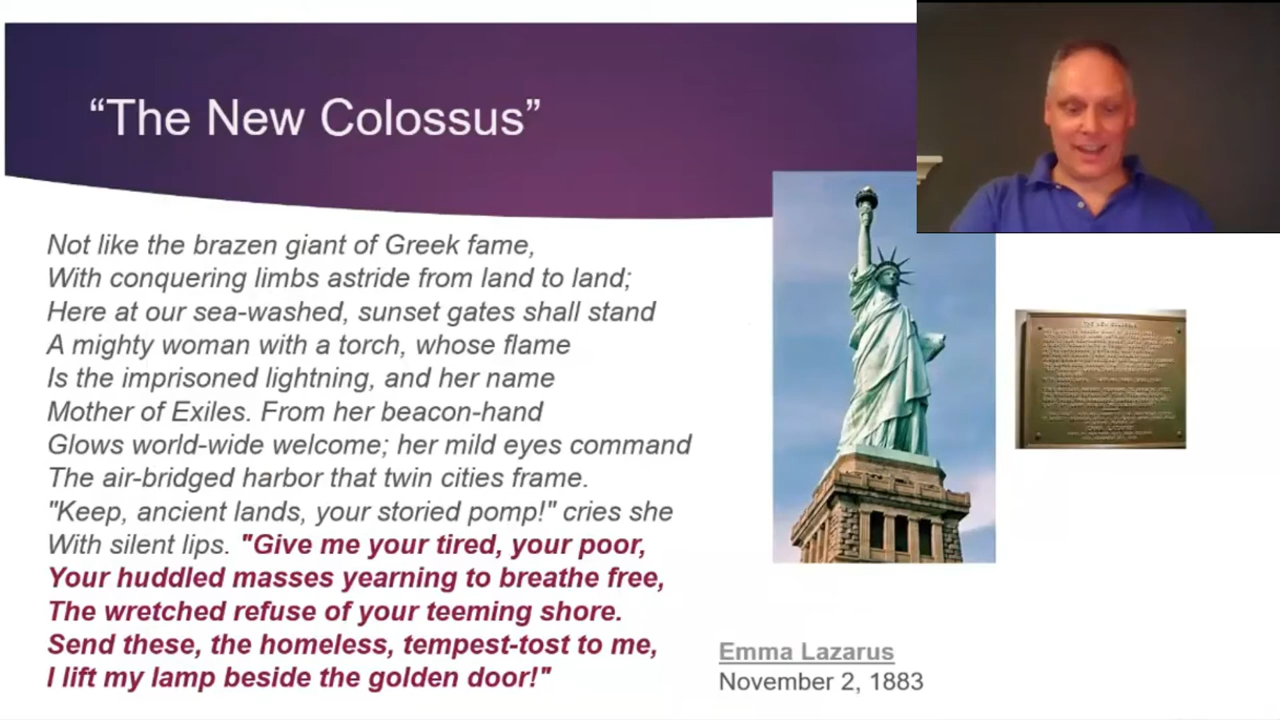 “The New Colossus”
Not like the brazen giant of Greek fame,
With conquering limbs astride from land to land;
Here at our sea-washed, sunset gates shall stand
A mighty woman with a torch, whose flame
Is the imprisoned lightning, and her name
Mother of Exiles. From her beacon-hand
Glows world-wide welcome; her mild eyes command
The air-bridged harbor that twin cities frame.
"Keep, ancient lands, your storied pomp!" cries she
With silent lips. "Give me your tired, your poor,
Your huddled masses yearning to breathe free,
The wretched refuse of your teeming shore.
Send these, the homeless, tempest-tost to me,
I lift my lamp beside the golden door!"
Emma Lazarus
November 2, 1883